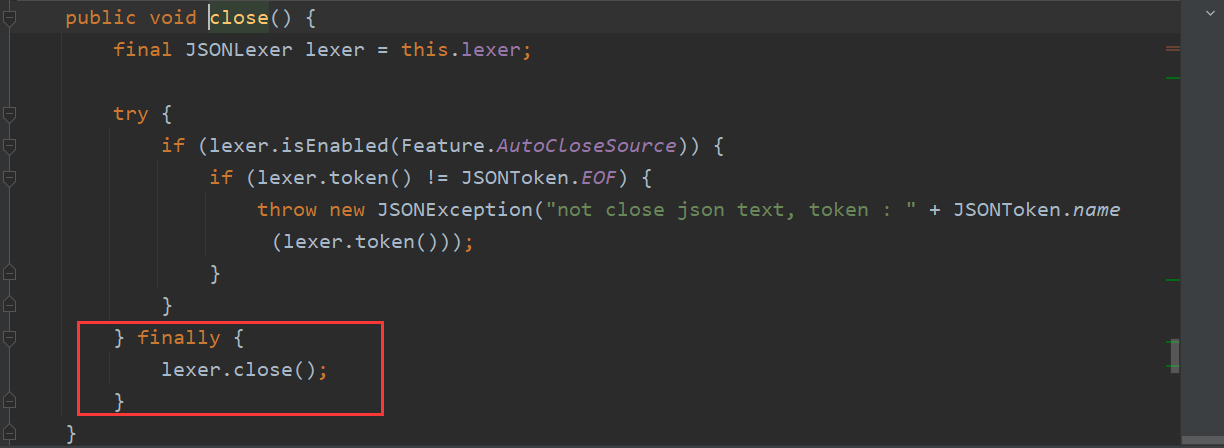 public void close() {
final JSONLexer lexer = this.lexer;
try {
if (lexer.isEnabled(Feature.AutoCloseSource)) {
if (lexer.token() != JSONToken.EOF) {
throw new JSONException("not close json text, token : " + JSONToken.name
(lexer.token()));
}
}
} finally {
lexer.close();
}
}